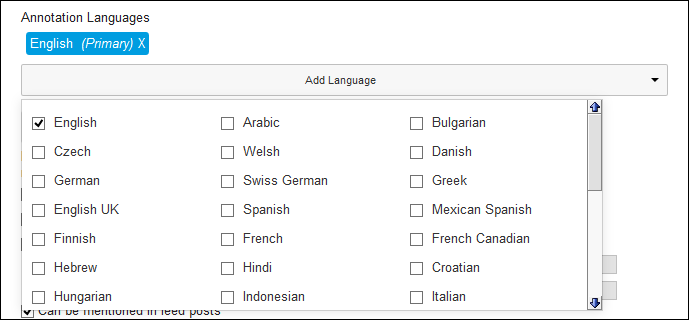 Annotation Languages
English (Primary) X
Add Language
English Arabic Bulgarian
Czech Welsh Danish
German Swiss German Greek
English UK Spanish Mexican Spanish
Finnish French French Canadian
Hebrew Hindi Croatian
Hungarian Indonesian Italian
Can be mentioned in feed posts